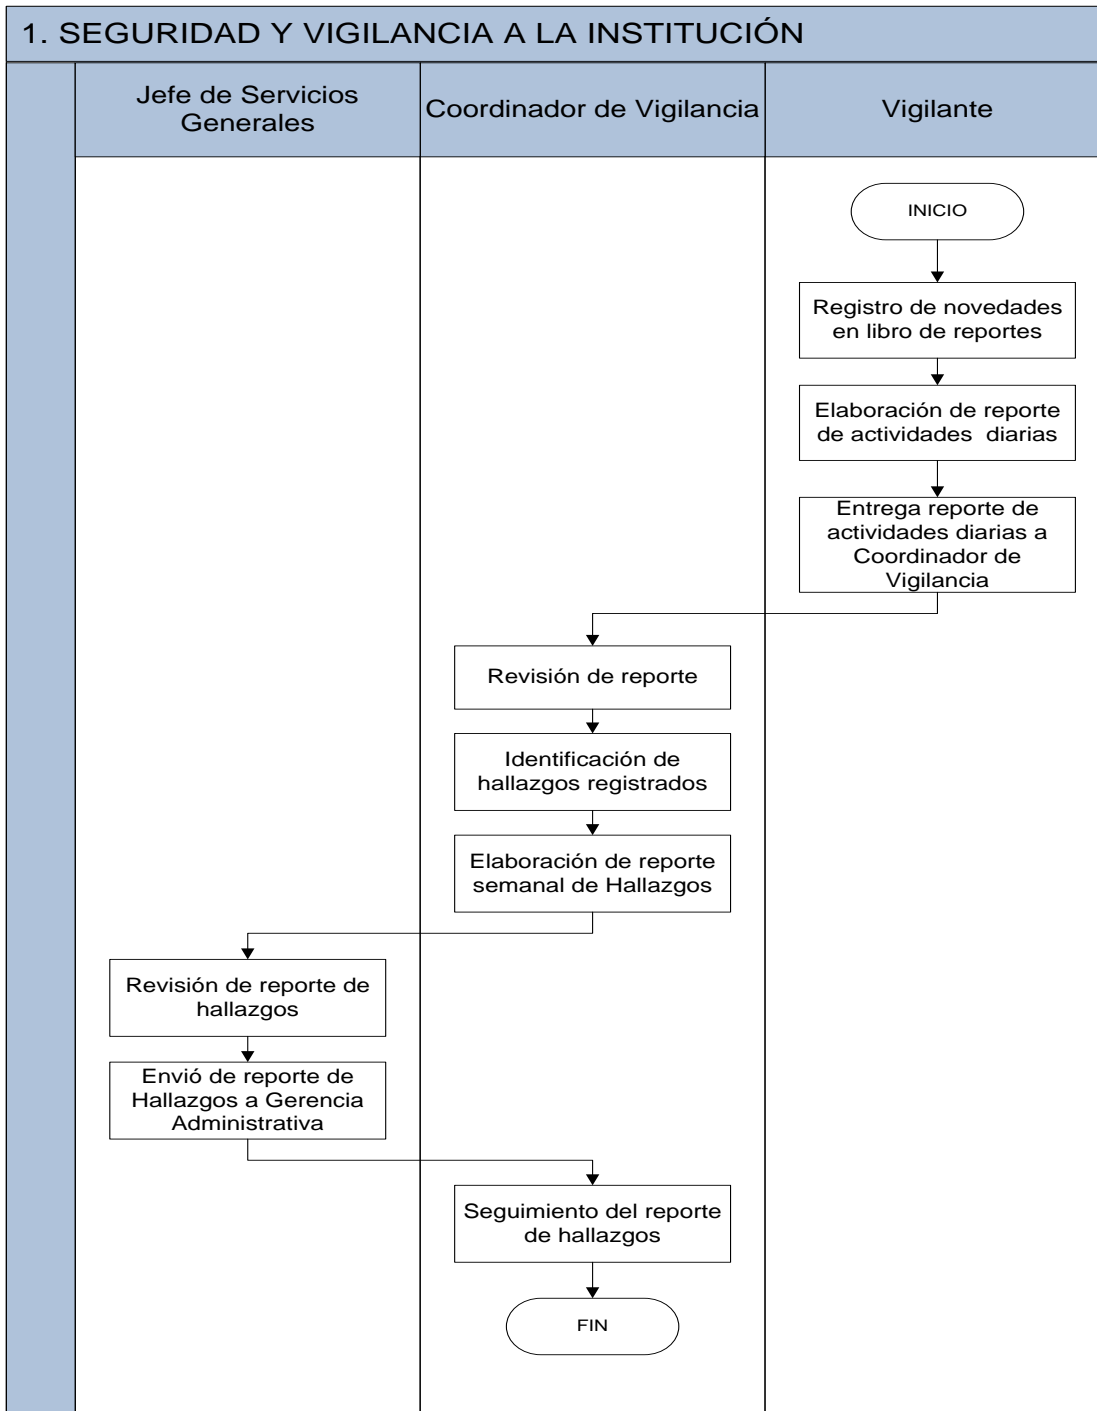 1. SEGURIDAD Y VIGILANCIA A LA INSTITUCIÓN
Jefe de Servicios
Generales
Coordinador de Vigilancia
Vigilante
INICIO
Registro de novedades
en libro de reportes
Elaboración de reporte
de actividades diarias
Entrega reporte de
actividades diarias a
Coordinador de
Vigilancia
Revisión de reporte
Identificación de
hallazgos registrados
Elaboración de reporte
semanal de Hallazgos
Revisión de reporte de
hallazgos
Envió de reporte de
Hallazgos a Gerencia
Administrativa
Seguimiento del reporte
de hallazgos
FIN